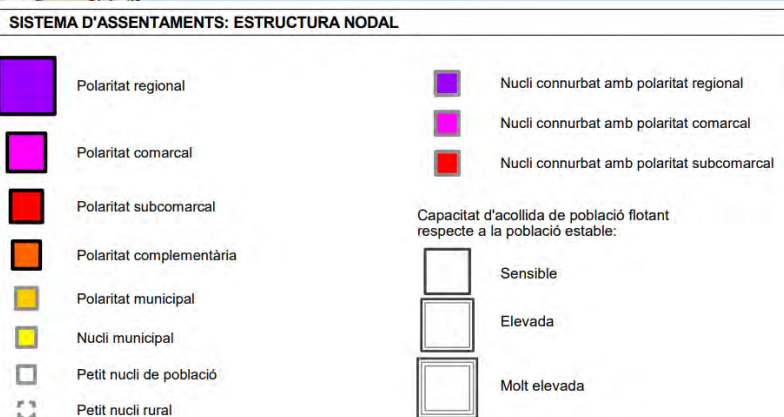 SISTEMA D'ASSENTAMENTS: ESTRUCTURA NODAL
Polaritat regional
Polaritat comarcal
Polaritat subcomarcal
Polaritat complementària
Polaritat municipal
Nucli municipal
Petit nucli de població
Petit nucli rural
Nucli connurbat amb polaritat regional
Nucli connurbat amb polaritat comarcal
Nucli connurbat amb polaritat subcomarcal
Capacitat d'acollida de població flotant
respecte a la població estable:
Sensible
Elevada
Molt elevada